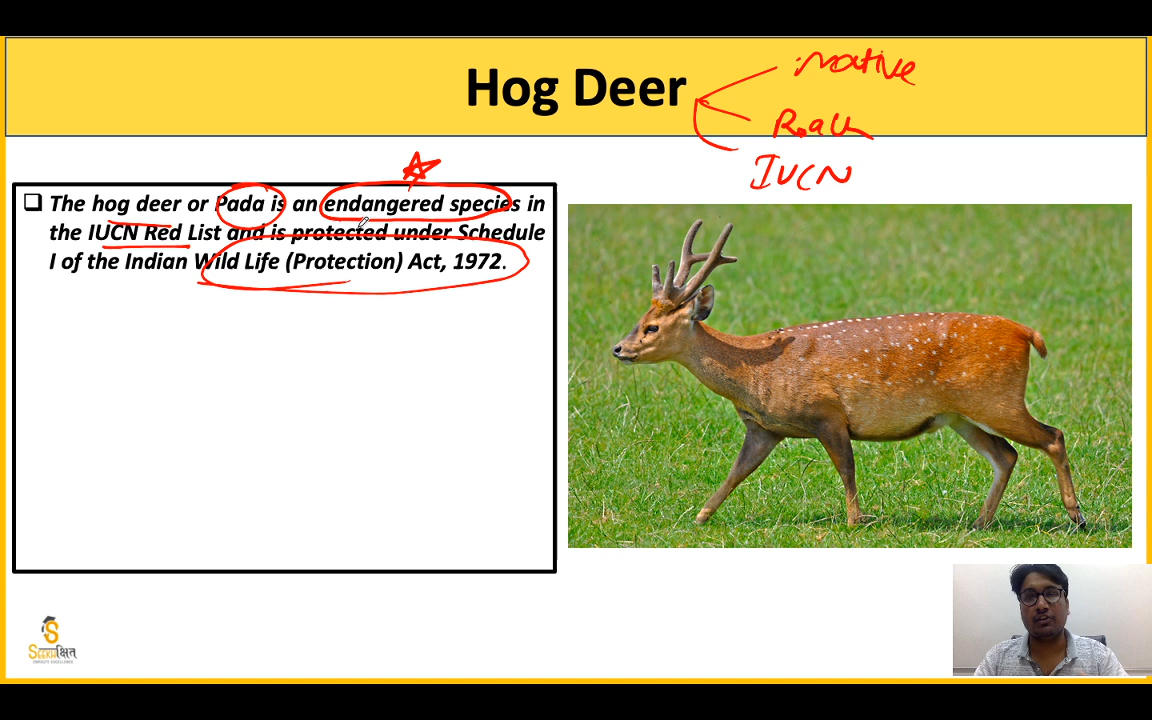 Hog Deer
native
IUCN
❑ The hog deer or Pada is an endangered species in
the IUCN Red List and is protected under Schedule
I of the Indian Wild Life (Protection) Act, 1972.